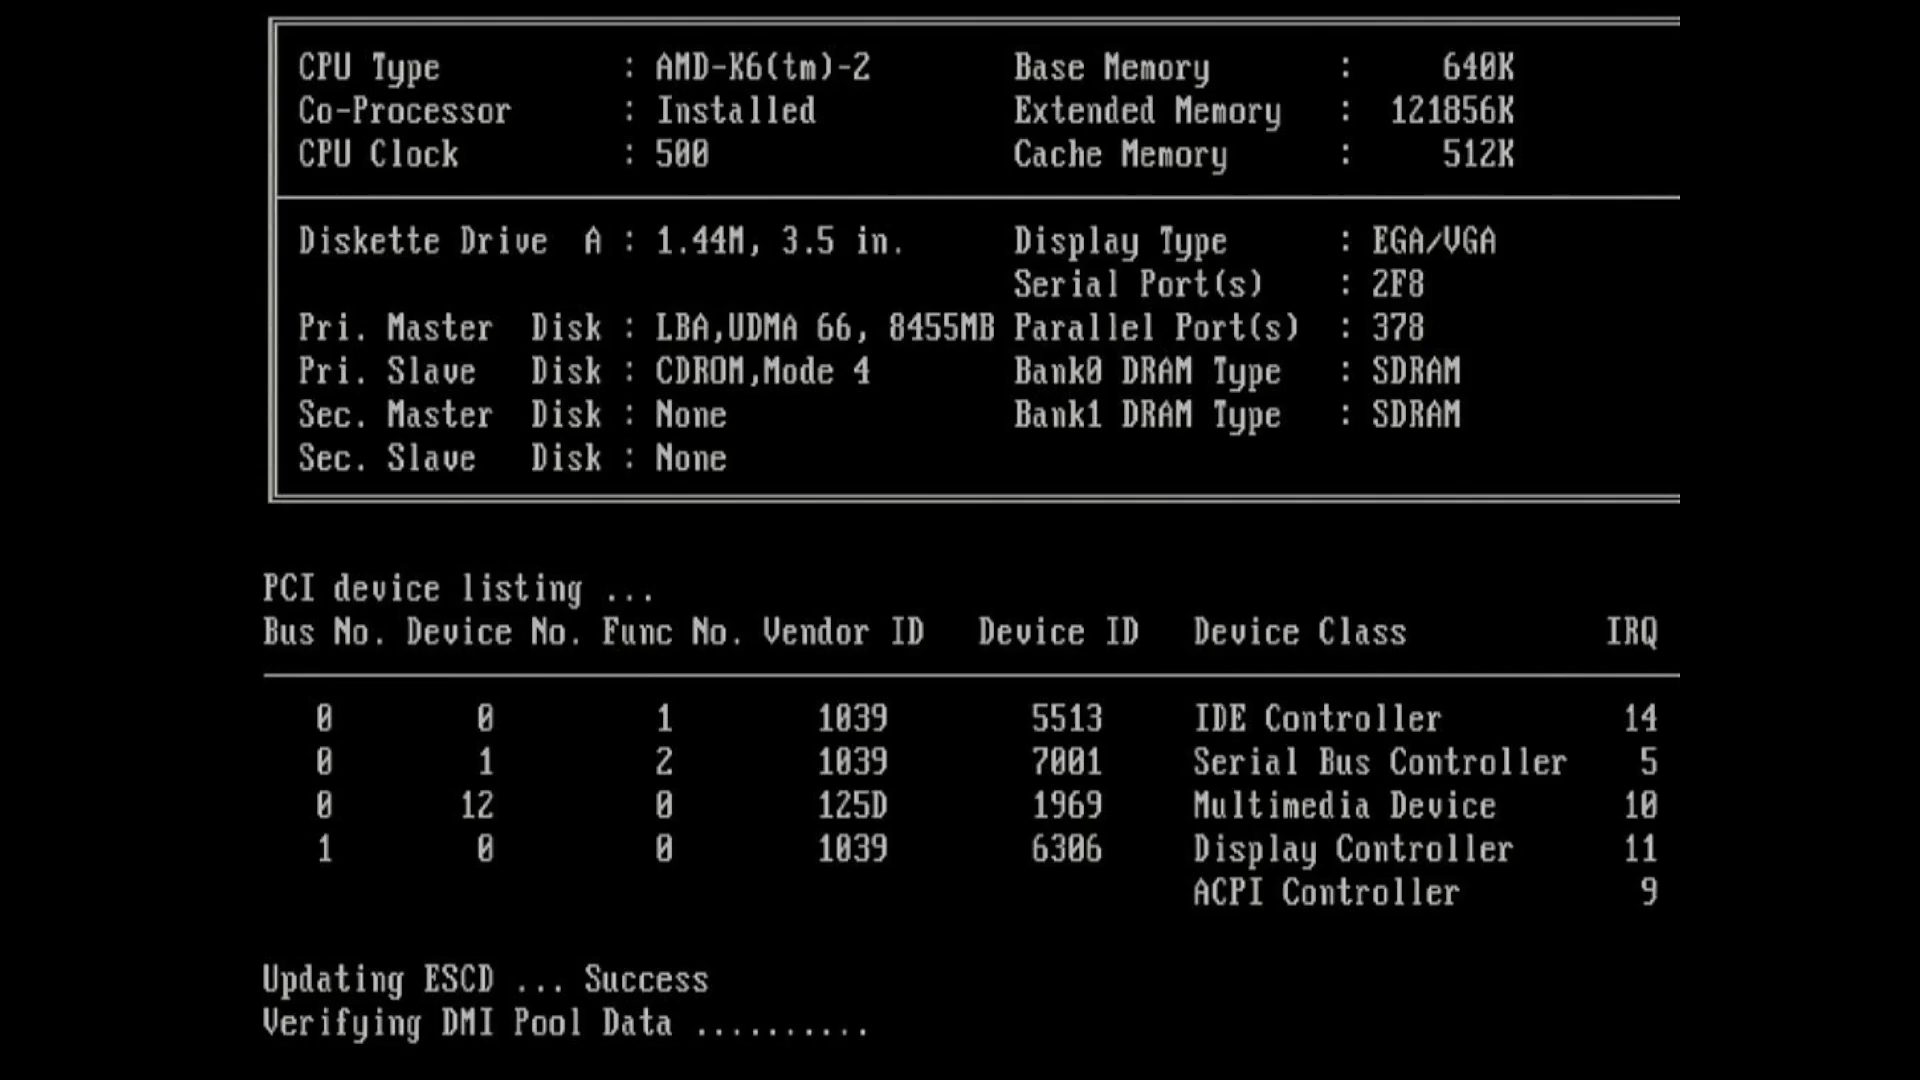 CPU Type : AMD-K6(tm)-2 Base Memory : 640K
Co-Processor : Installed Extended Memory : 121856K
CPU Clock : 500 Cache Memory : 512K
Diskette Drive A : 1.44M, 3.5 in. Display Type : EGA/VGA
Serial Port(s) : 2F8
Pri. Master Disk : LBA,UDMA 66, 8455MB Parallel Port(s) : 378
Pri. Slave Disk : CDROM,Mode 4 Bank0 DRAM Type : SDRAM
Sec. Master Disk : None Bank1 DRAM Type : SDRAM
Sec. Slave Disk : None
PCI device listing ...
Bus No. Device No. Func No. Vendor ID Device ID Device Class IRQ
0 0 1 1039 5513 IDE Controller 14
0 1 2 1039 7001 Serial Bus Controller 5
0 12 0 125D 1969 Multimedia Device 10
1 0 0 1039 6306 Display Controller 11
ACPI Controller 9
Updating ESCD ... Success
Verifying DMI Pool Data ..........